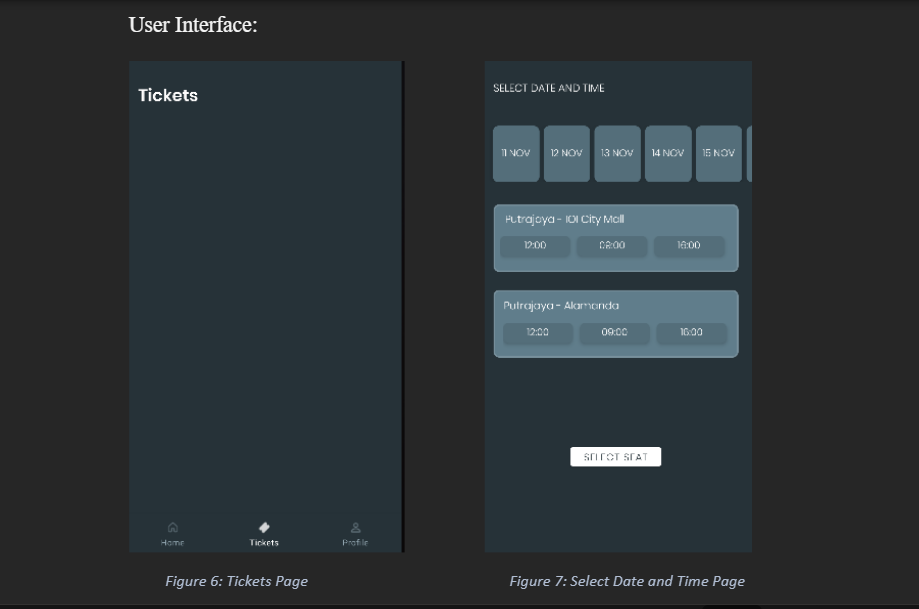 User Interface:
Tickets
Home Tickets Profile
Figure 6: Tickets Page
SELECT DATE AND TIME
11 NOV 12 NOV 13 NOV 14 NOV 15 NOV
Putrajaya - IOI City Mall
12:00 09:00 16:00
Putrajaya - Alamanda
12:00 09:00 16:00
SELECT SEAT
Figure 7: Select Date and Time Page